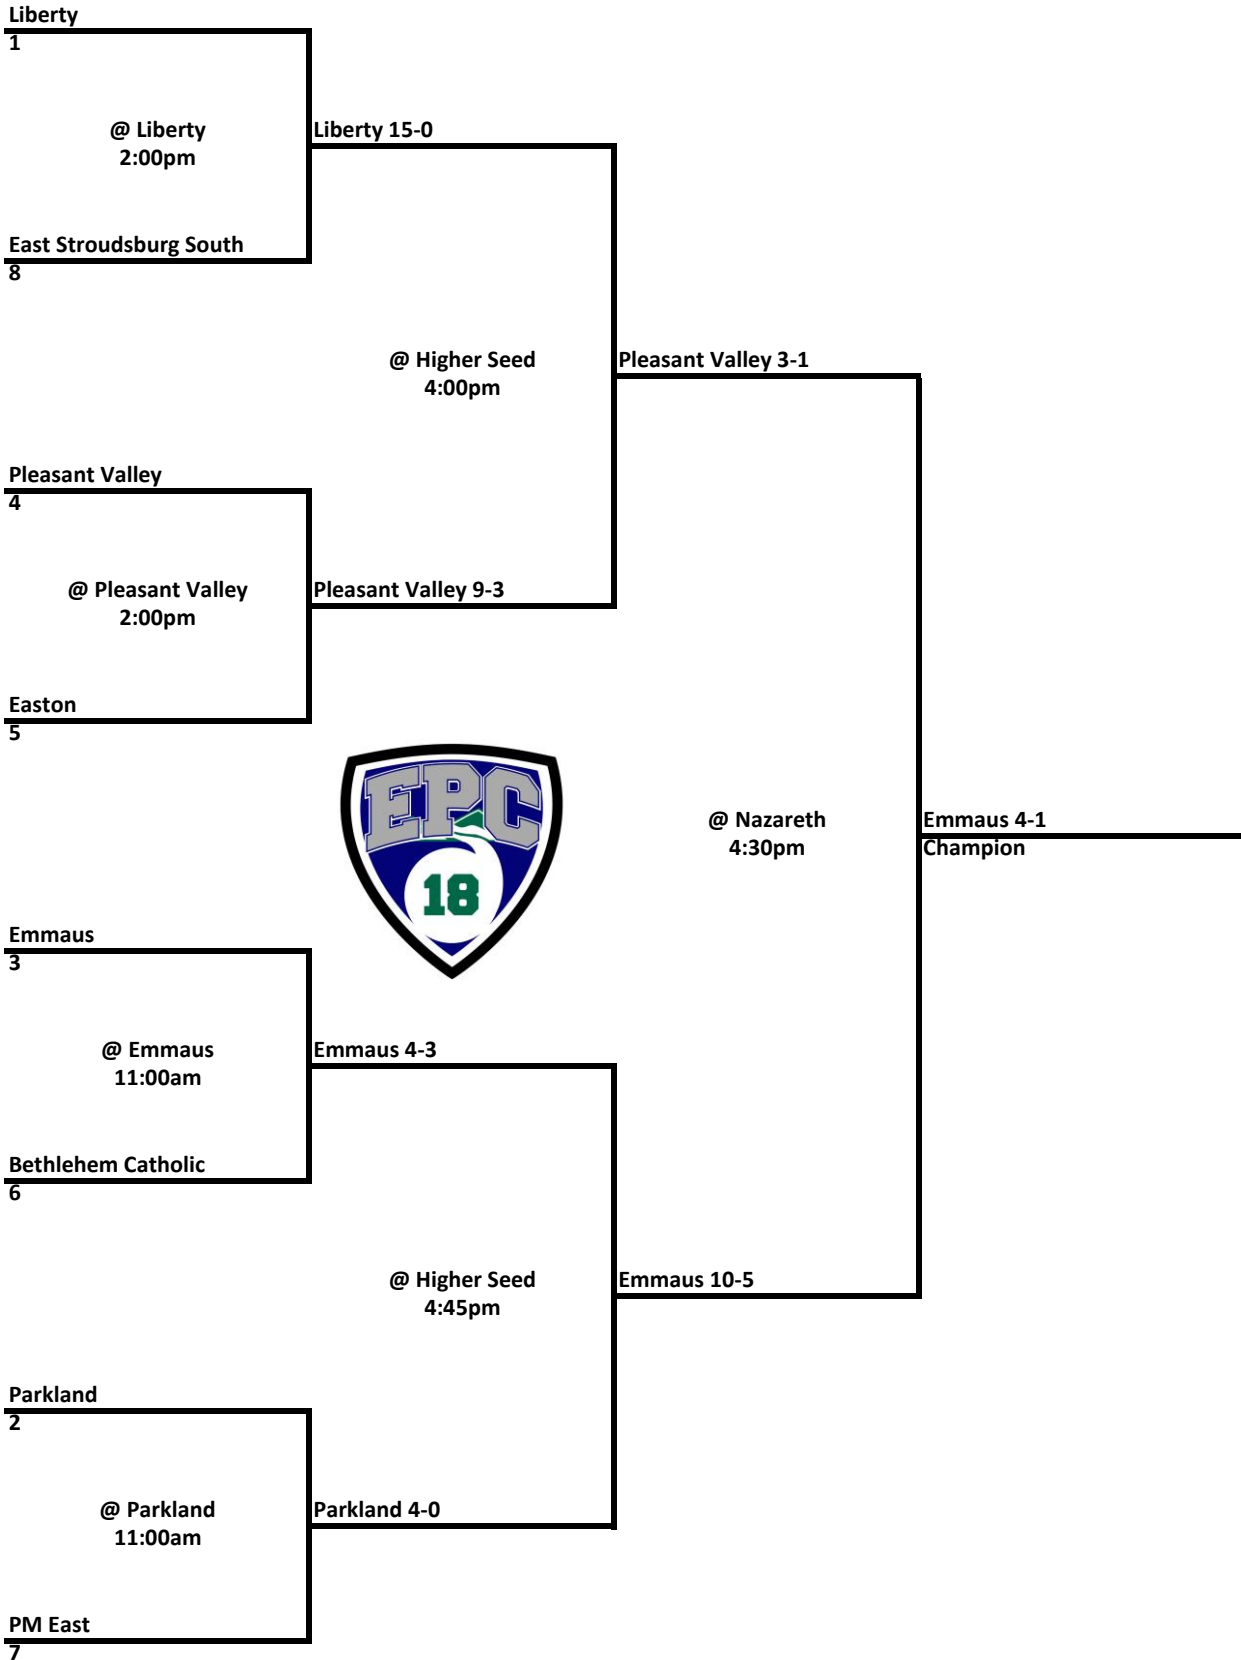 Liberty
1
@ Liberty
2:00pm
Liberty 15-0
East Stroudsburg South
8
@ Higher Seed
4:00pm
Pleasant Valley 3-1
Pleasant Valley
4
@ Pleasant Valley
2:00pm
Pleasant Valley 9-3
Easton
5
EPC
18
@ Nazareth
4:30pm
Emmaus 4-1
Champion
Emmaus
3
@ Emmaus
11:00am
Emmaus 4-3
Bethlehem Catholic
6
@ Higher Seed
4:45pm
Emmaus 10-5
Parkland
2
@ Parkland
11:00am
Parkland 4-0
PM East
7